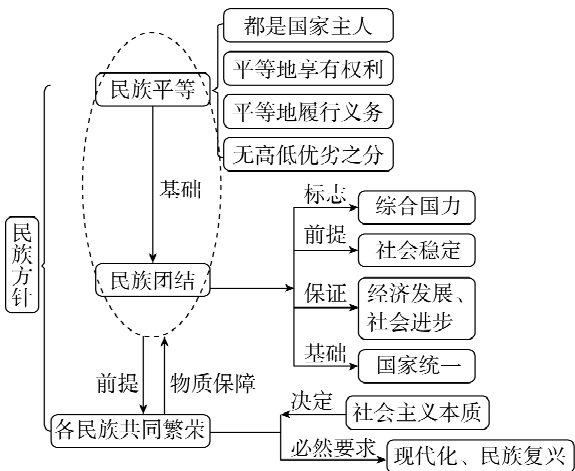 都是国家主人
民族平等
平等地享有权利
平等地履行义务
无高低优劣之分
基础
民族方针
民族团结
标志
综合国力
前提
社会稳定
保证
经济发展、
社会进步
基础
国家统一
前提
物质保障
各民族共同繁荣
决定
社会主义本质
必然要求
现代化、民族复兴